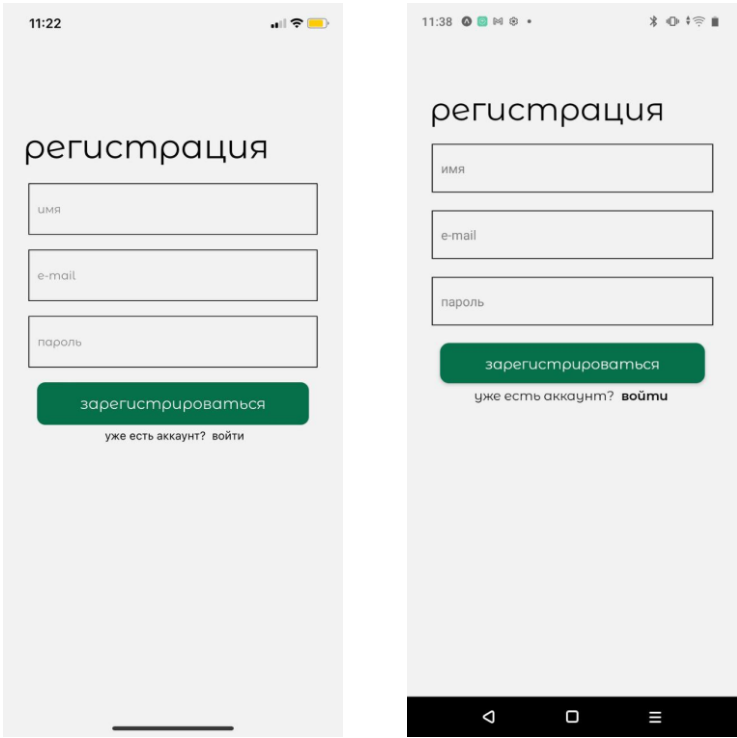 11:22
регистрация
имя
e-mail
пароль
зарегистрироваться
уже есть аккаунт? войти
11:38
регистрация
имя
e-mail
пароль
зарегистрироваться
уже есть аккаунт? войти